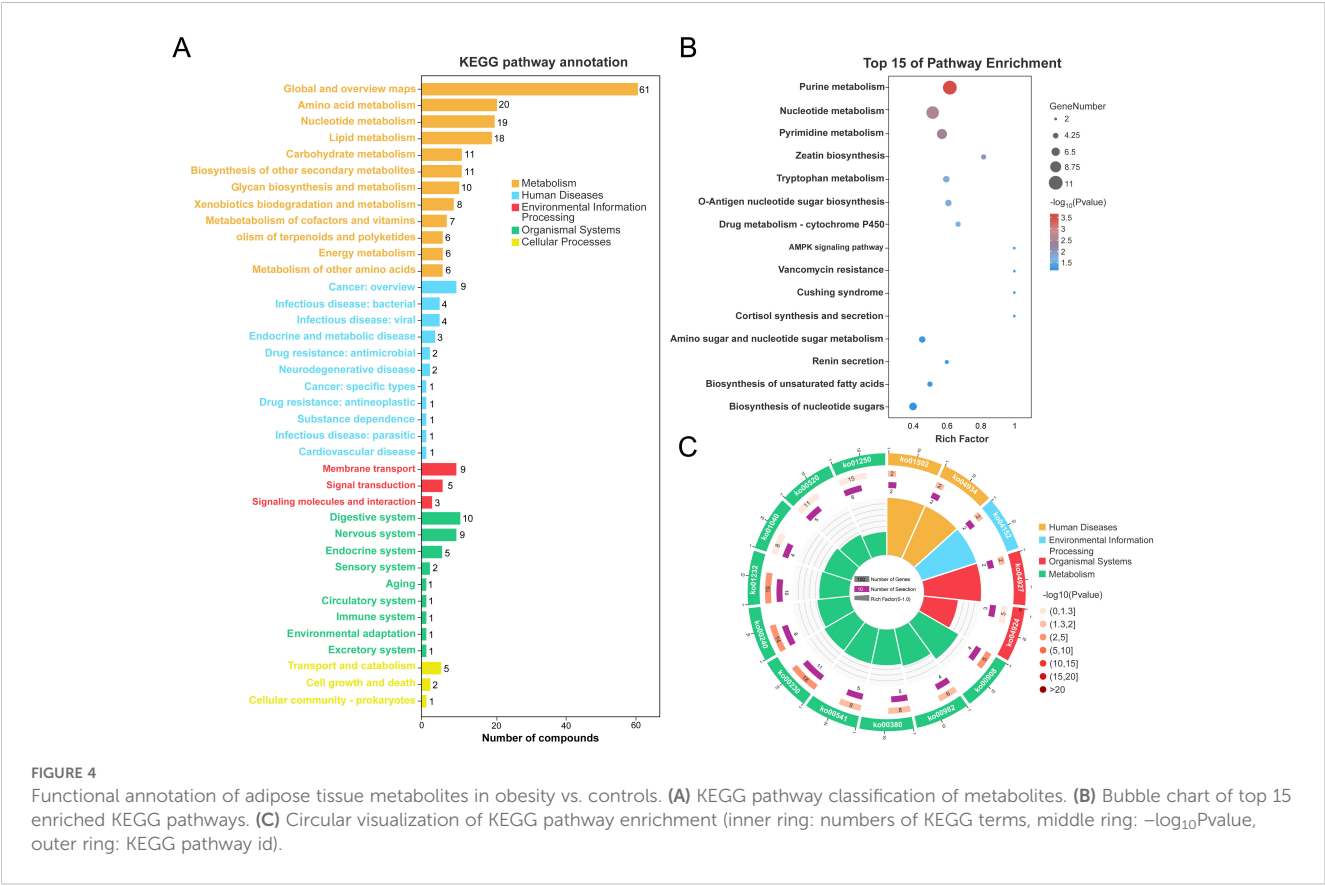 A
KEGG pathway annotation
Global and overview maps 61
Amino acid metabolism 20
Nucleotide metabolism 19
Lipid metabolism 18
Carbohydrate metabolism 11
Biosynthesis of other secondary metabolites 11
Glycan biosynthesis and metabolism 10
Xenobiotics biodegradation and metabolism 8
Metabetabolism of cofactors and vitamins 7
olism of terpenoids and polyketides 6
Energy metabolism 6
Metabolism of other amino acids 6
Cancer: overview 9
Infectious disease: bacterial 4
Infectious disease: viral 4
Endocrine and metabolic disease 3
Drug resistance: antimicrobial 2
Neurodegenerative disease 2
Cancer: specific types 1
Drug resistance: antineoplastic 1
Substance dependence 1
Infectious disease: parasitic 1
Cardiovascular disease 1
Membrane transport 9
Signal transduction 5
Signaling molecules and interaction 3
Digestive system 10
Nervous system 9
Endocrine system 5
Sensory system 2
Aging 1
Circulatory system 1
Immune system 1
Environmental adaptation 1
Excretory system 1
Transport and catabolism 5
Cell growth and death 2
Cellular community - prokaryotes 1
0 20 40 60
Number of compounds
Metabolism
Human Diseases
Environmental Information
Processing
Organismal Systems
Cellular Processes
B
Top 15 of Pathway Enrichment
Purine metabolism
Nucleotide metabolism
Pyrimidine metabolism
Zeatin biosynthesis
Tryptophan metabolism
O-Antigen nucleotide sugar biosynthesis
Drug metabolism - cytochrome P450
AMPK signaling pathway
Vancomycin resistance
Cushing syndrome
Cortisol synthesis and secretion
Amino sugar and nucleotide sugar metabolism
Renin secretion
Biosynthesis of unsaturated fatty acids
Biosynthesis of nucleotide sugars
0.4 0.6 0.8 1
Rich Factor
GeneNumber
2
4.25
6.5
8.75
11
-log10(Pvalue)
3.5
3
2.5
2
1.5
C
ko01502
ko04934
ko04152
ko04927
ko04924
ko00908
ko00982
ko00380
ko00541
ko00230
ko00240
ko01232
ko01040
ko00520
ko01250
100 Number of Genes
10 Number of Selection
Rich Factor(0-1.0)
Human Diseases
Environmental Information
Processing
Organismal Systems
Metabolism
-log10(Pvalue)
(0,1.3]
(1.3,2]
(2,5]
(5,10]
(10,15]
(15,20]
>20
FIGURE 4
Functional annotation of adipose tissue metabolites in obesity vs. controls. (A) KEGG pathway classification of metabolites. (B) Bubble chart of top 15
enriched KEGG pathways. (C) Circular visualization of KEGG pathway enrichment (inner ring: numbers of KEGG terms, middle ring: −log10Pvalue,
outer ring: KEGG pathway id).